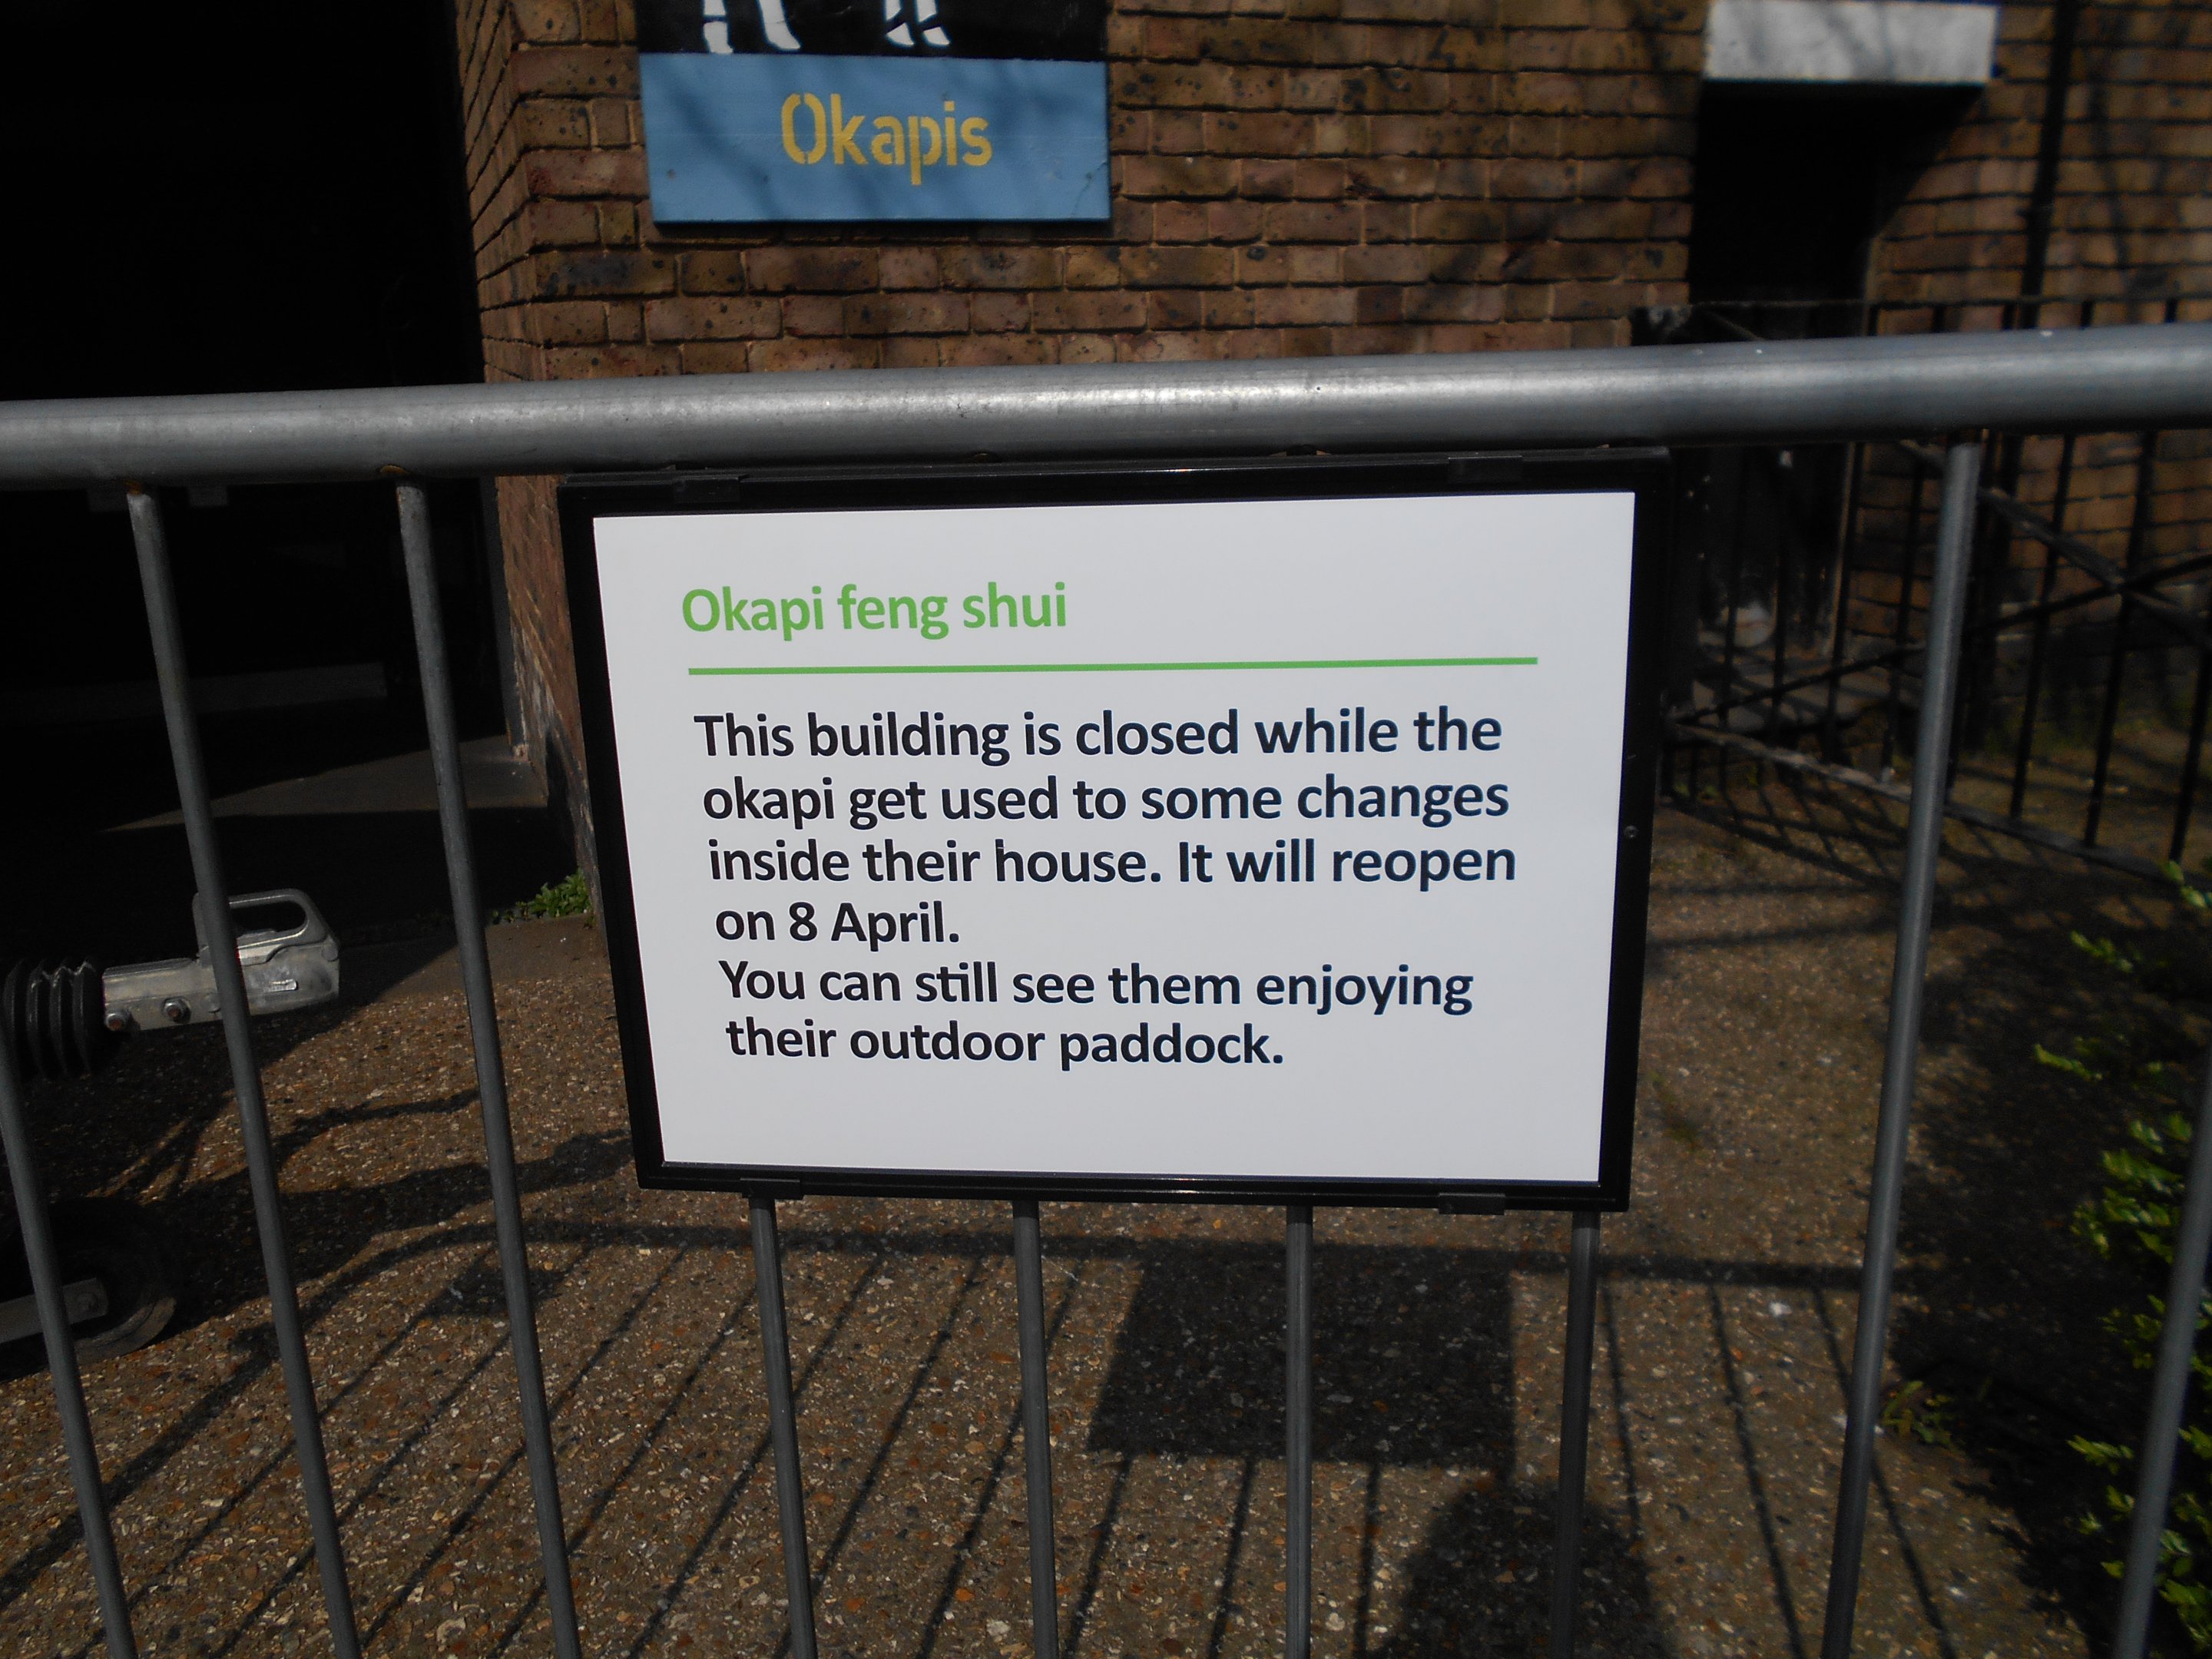 Okapis
Okapi feng shui
This building is closed while the
okapi get used to some changes
inside their house. It will reopen
on 8 April.
You can still see them enjoying
their outdoor paddock.